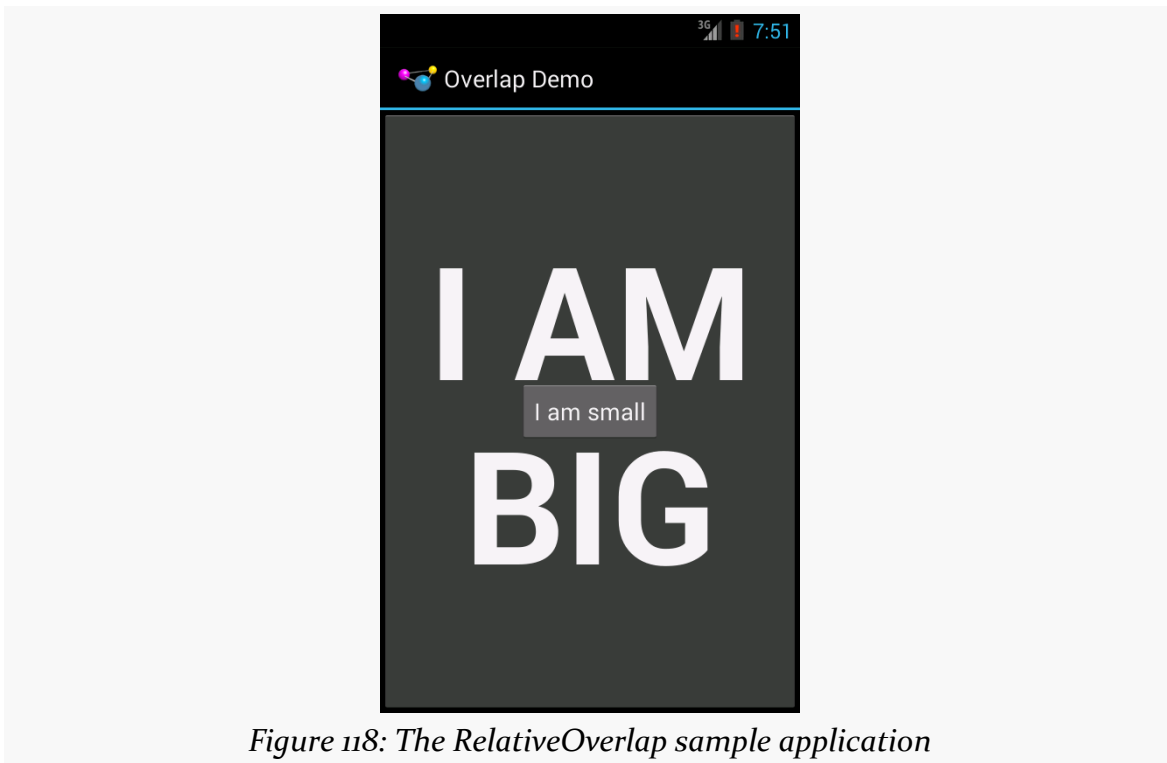 3G 7:51
Overlap Demo
I AM
I am small
BIG
Figure 118: The RelativeOverlap sample application